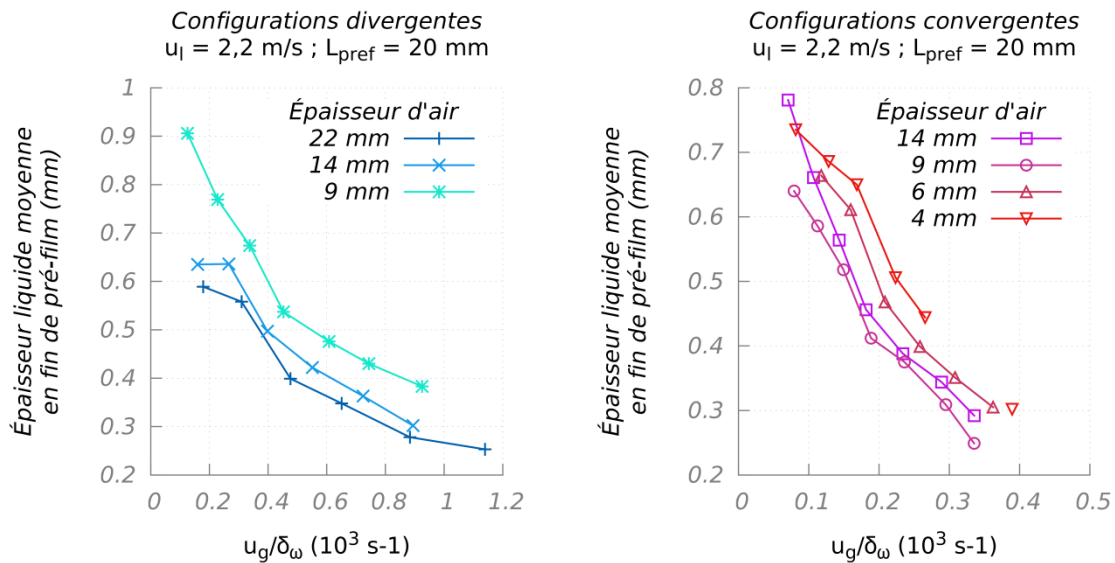 Configurations divergentes
u_l = 2,2 m/s ; L_pref = 20 mm
Épaisseur liquide moyenne
en fin de pré-film (mm)
1
0.9
0.8
0.7
0.6
0.5
0.4
0.3
0.2
Épaisseur d'air
22 mm
14 mm
9 mm
0 0.2 0.4 0.6 0.8 1 1.2
u_g/δ_ω (10³ s-1)
Configurations convergentes
u_l = 2,2 m/s ; L_pref = 20 mm
Épaisseur liquide moyenne
en fin de pré-film (mm)
0.8
0.7
0.6
0.5
0.4
0.3
0.2
Épaisseur d'air
14 mm
9 mm
6 mm
4 mm
0 0.1 0.2 0.3 0.4 0.5
u_g/δ_ω (10³ s-1)